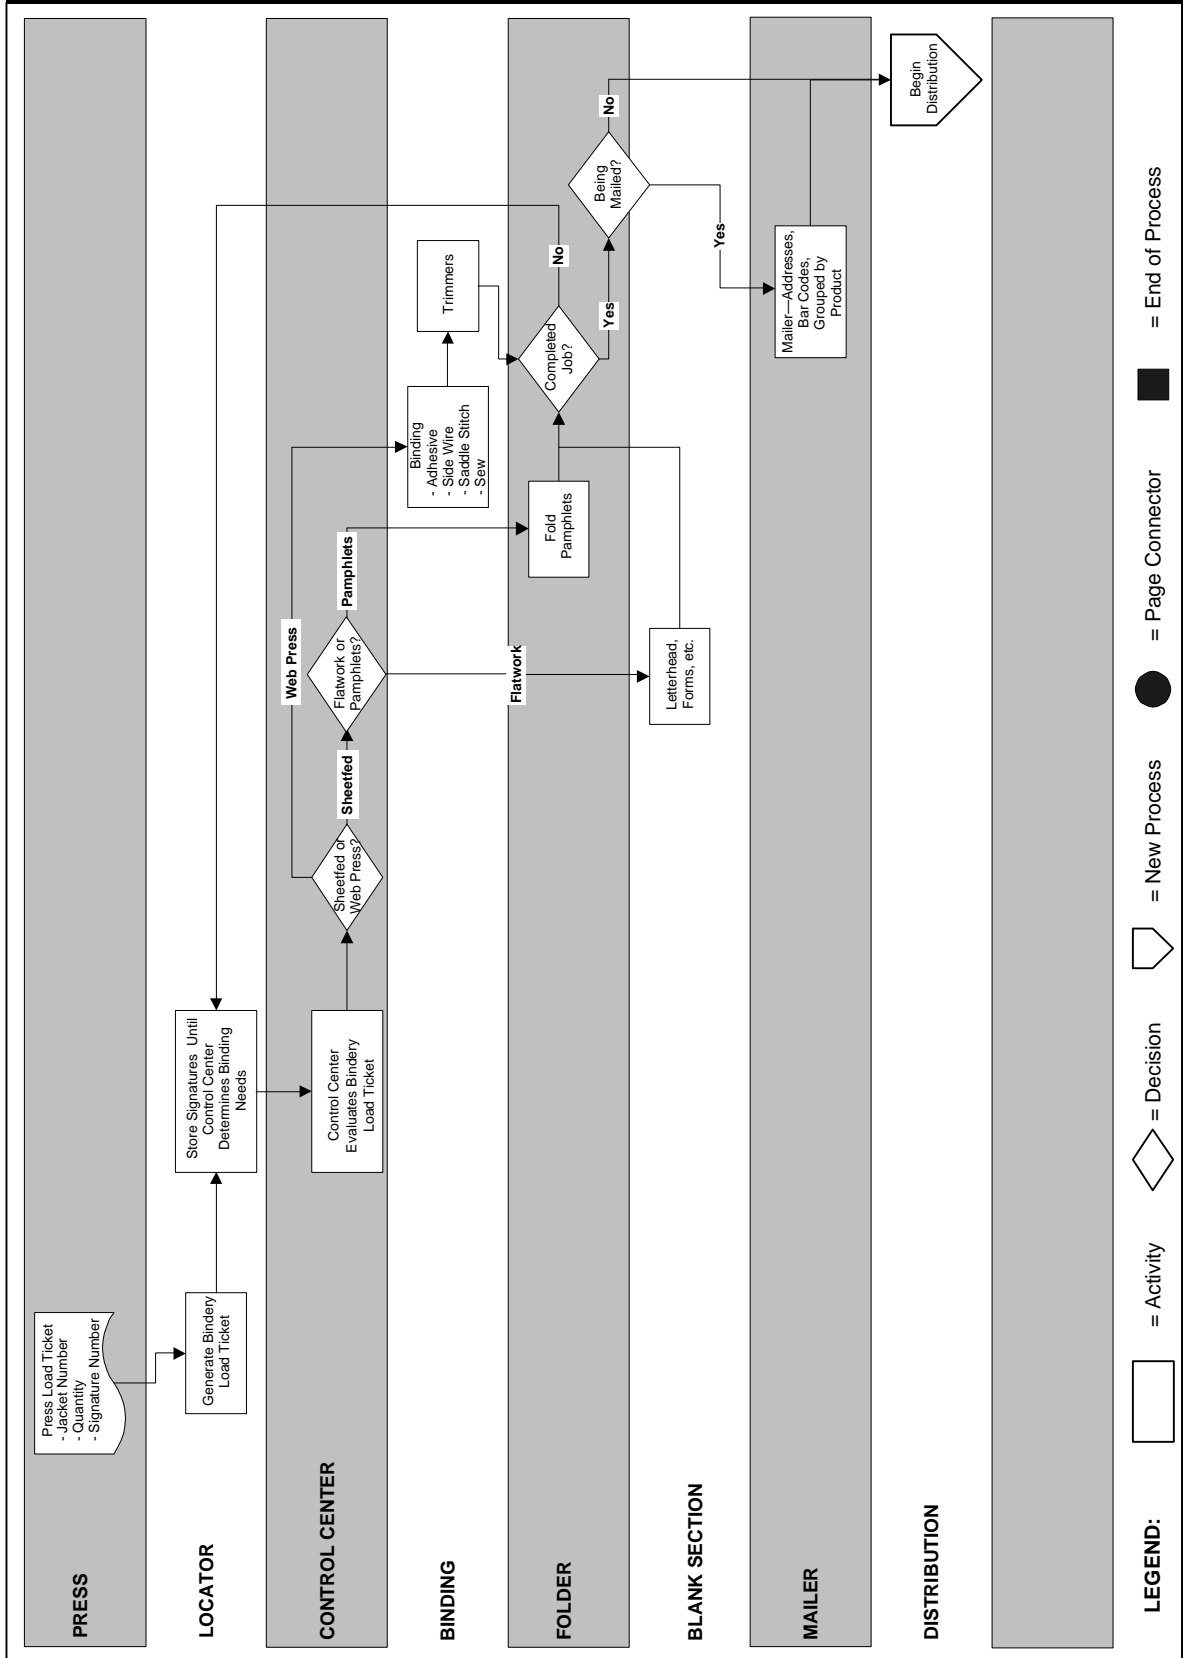 PRESS
Press Load Ticket
- Jacket Number
- Quantity
- Signature Number
LOCATOR
Generate Bindery
Load Ticket
Store Signatures Until
Control Center
Determines Binding
Needs
CONTROL CENTER
Control Center
Evaluates Bindery
Load Ticket
Sheetfed or
Web Press?
Sheetfed
Web Press
Flatwork or
Pamphlets?
Pamphlets
BINDING
Binding
- Adhesive
- Side Wire
- Saddle Stitch
- Sew
Trimmers
FOLDER
Flatwork
Fold
Pamphlets
Completed
Job?
No
Yes
Being
Mailed?
No
BLANK SECTION
Letterhead,
Forms, etc.
Yes
MAILER
Mailer—Addresses,
Bar Codes,
Grouped by
Product
DISTRIBUTION
Begin
Distribution
LEGEND:
= Activity
= Decision
= New Process
= Page Connector
= End of Process